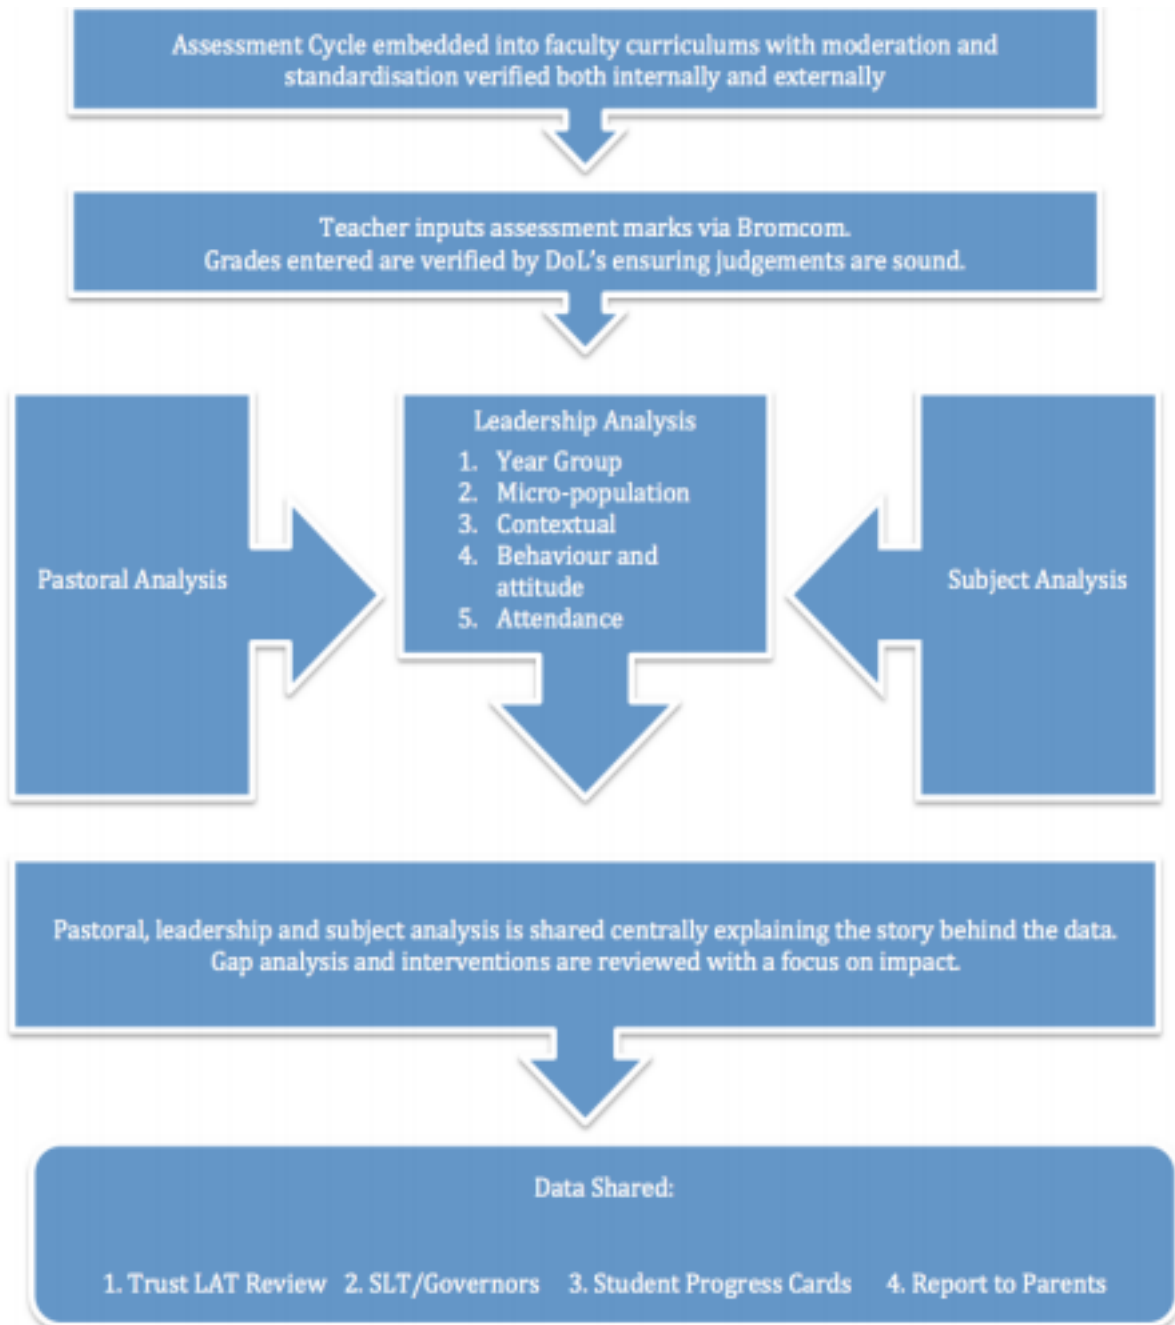 Assessment Cycle embedded into faculty curriculums with moderation and
standardisation verified both internally and externally
Teacher inputs assessment marks via Bromcom.
Grades entered are verified by DoL's ensuring judgements are sound.
Pastoral Analysis
Leadership Analysis
1. Year Group
2. Micro-population
3. Contextual
4. Behaviour and
attitude
5. Attendance
Subject Analysis
Pastoral, leadership and subject analysis is shared centrally explaining the story behind the data.
Gap analysis and interventions are reviewed with a focus on impact.
Data Shared:
1. Trust LAT Review 2. SLT/Governors 3. Student Progress Cards 4. Report to Parents